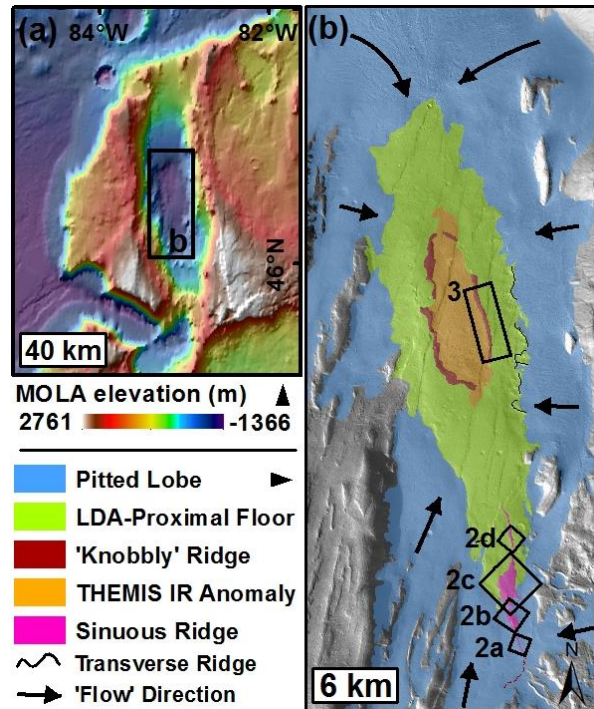 (a)
84°W
82°W
b
46°N
40 km
MOLA elevation (m)
2761
-1366
Pitted Lobe
LDA-Proximal Floor
'Knobbly' Ridge
THEMIS IR Anomaly
Sinuous Ridge
Transverse Ridge
'Flow' Direction
(b)
3
2d
2c
2b
2a
N
6 km